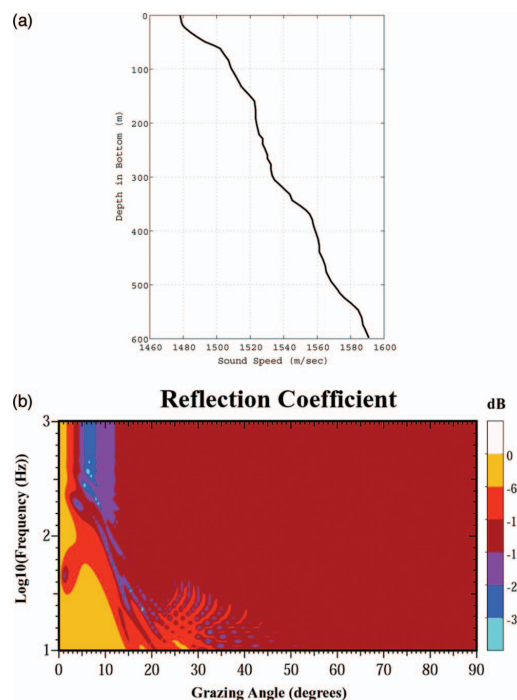 (a)
0
100
200
300
400
500
600
Depth in Bottom (m)
1460 1480 1500 1520 1540 1560 1580 1600
Sound Speed (m/sec)
(b)
Reflection Coefficient
dB
3
2
1
Log10(Frequency (Hz))
0
-6
-1
-1
-2
-3
0 10 20 30 40 50 60 70 80 90
Grazing Angle (degrees)